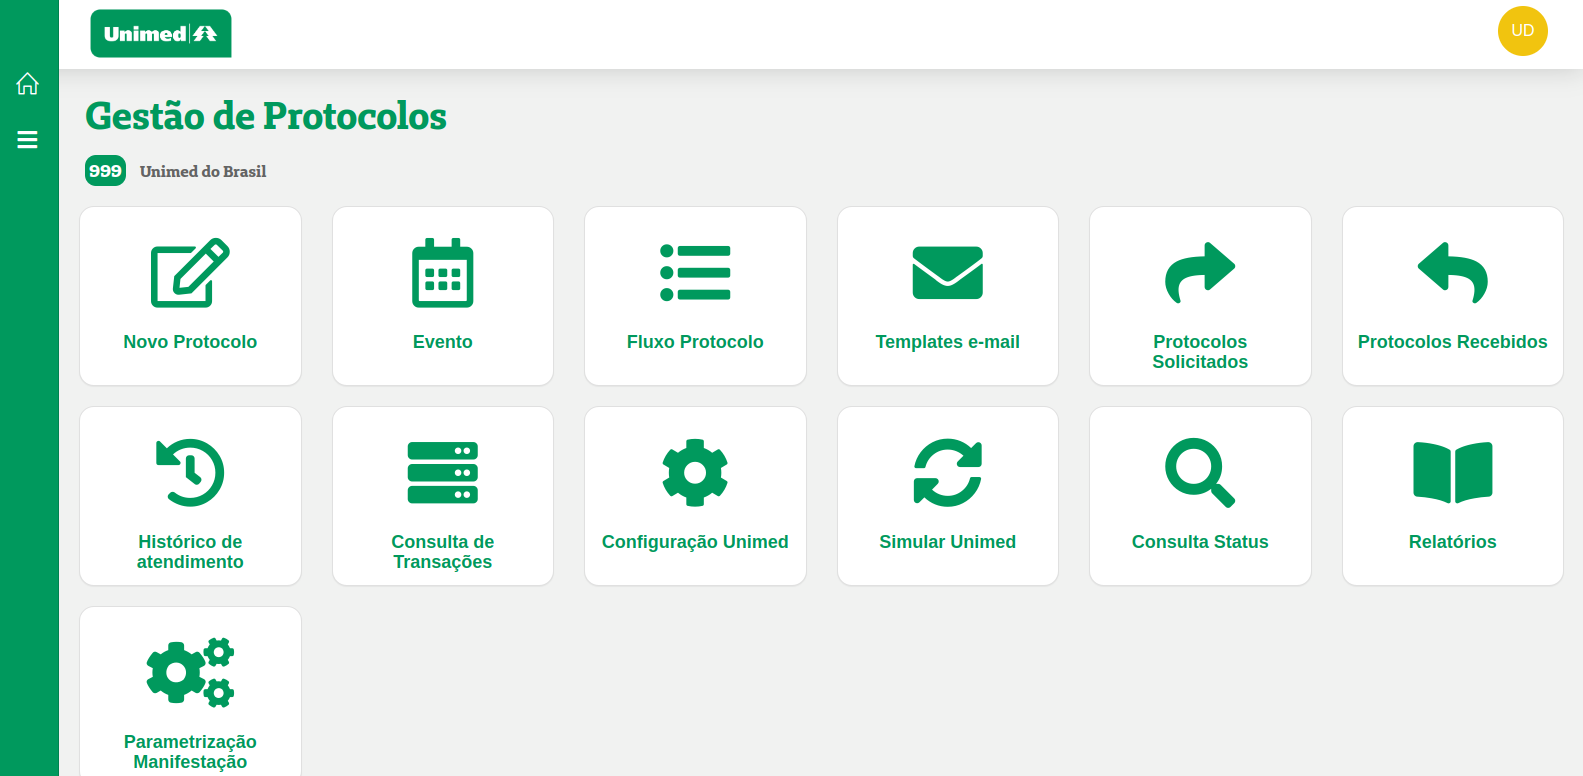 Unimed
UD
Gestão de Protocolos
999 Unimed do Brasil
Novo Protocolo
Evento
Fluxo Protocolo
Templates e-mail
Protocolos
Solicitados
Protocolos Recebidos
Histórico de
atendimento
Consulta de
Transações
Configuração Unimed
Simular Unimed
Consulta Status
Relatórios
Parametrização
Manifestação